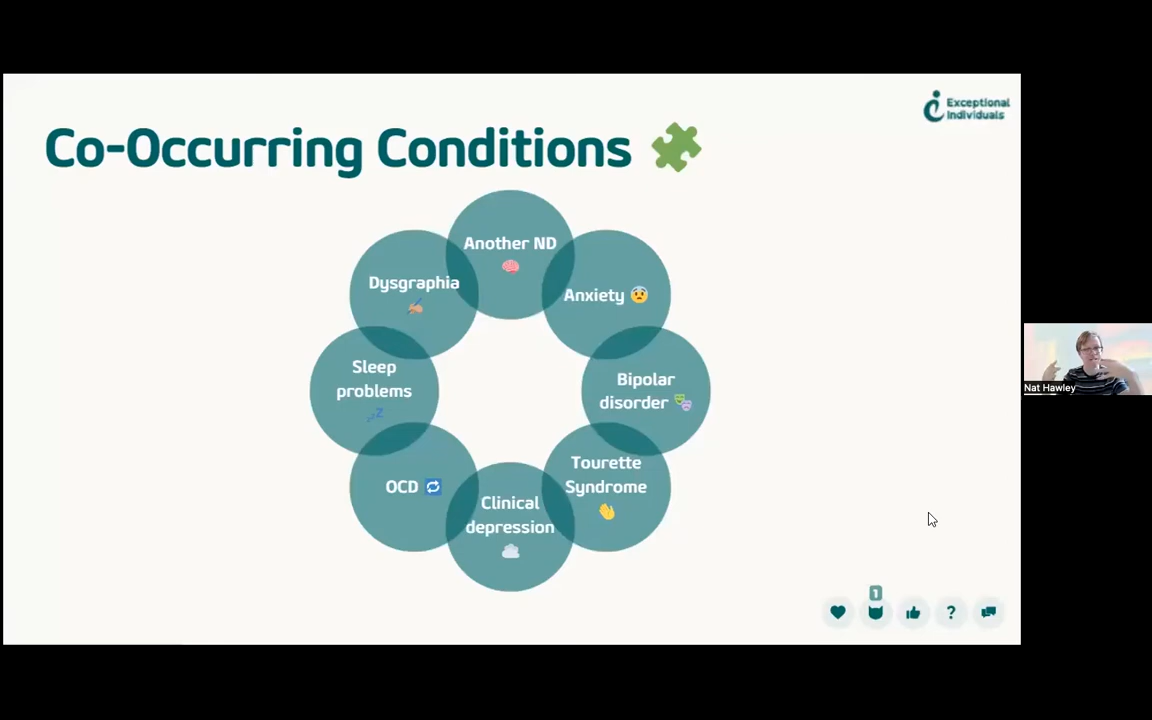 Exceptional
Individuals
Co-Occurring Conditions
Another ND
Dysgraphia
Anxiety
Sleep
problems
Bipolar
disorder
Nat Hawley
Tourette
Syndrome
OCD
Clinical
depression
1
?